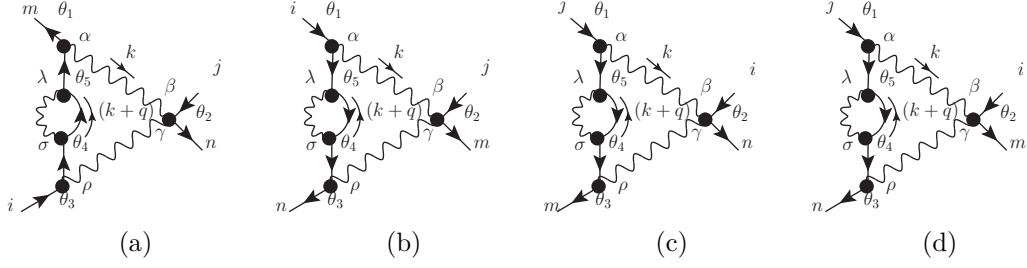 m θ₁ α k j λ θ₅ β (k + q) θ₂ σ θ₄ γ n i θ₃ ρ
(a)
i θ₁ α k j λ θ₅ β (k + q) θ₂ σ θ₄ γ m n θ₃ ρ
(b)
j θ₁ α k i λ θ₅ β (k + q) θ₂ σ θ₄ γ n m θ₃ ρ
(c)
j θ₁ α k i λ θ₅ β (k + q) θ₂ σ θ₄ γ m n θ₃ ρ
(d)